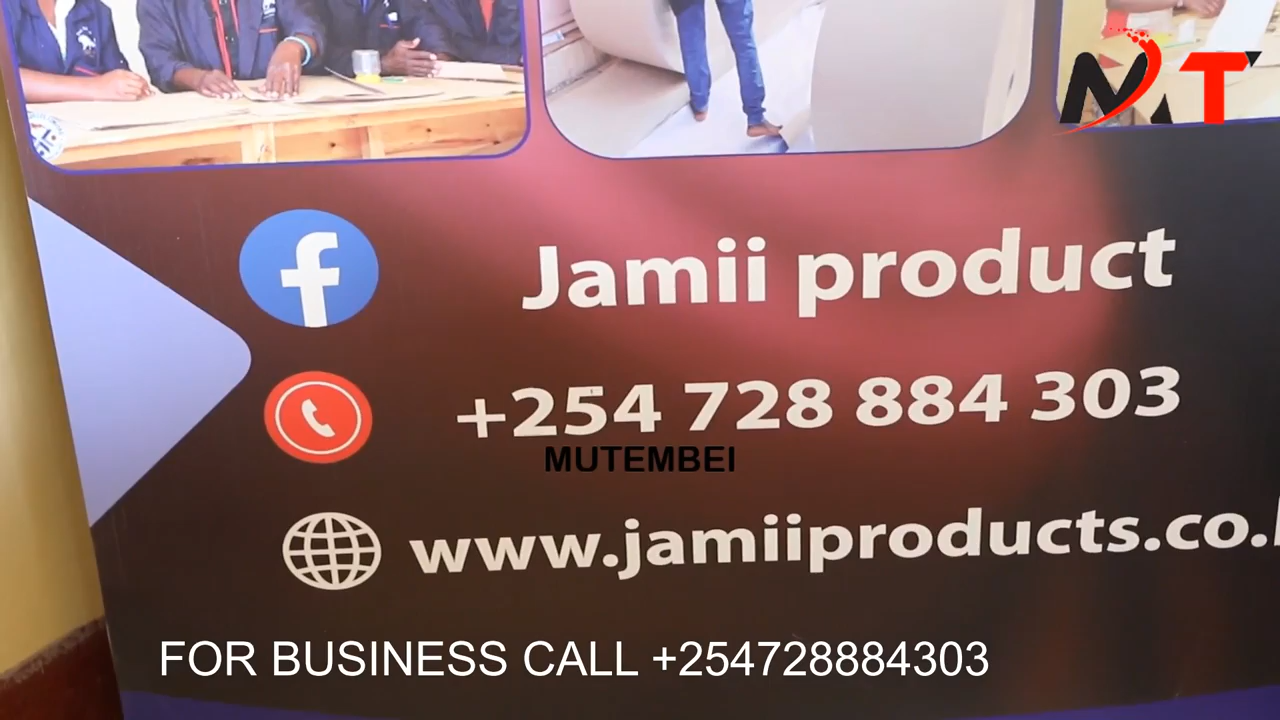 MT
Jamii product
+254 728 884 303
MUTEMBEI
www.jamiiproducts.co.
FOR BUSINESS CALL +254728884303